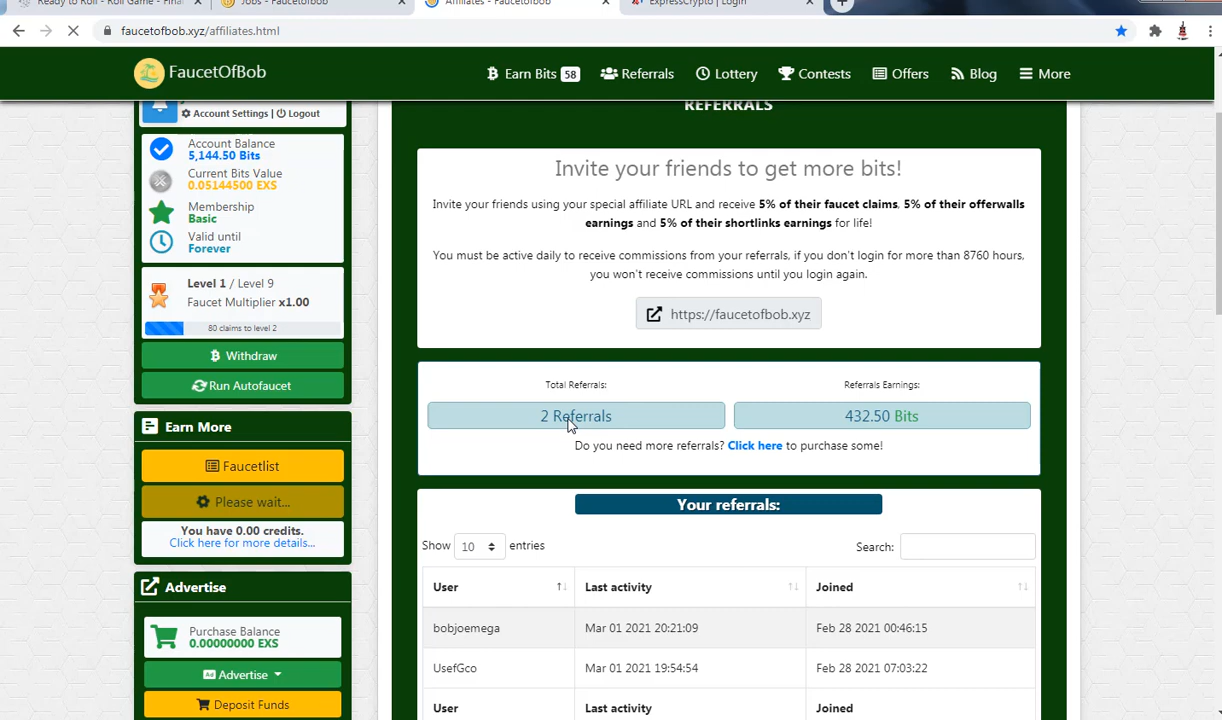 Ready to Roll - Roll Game - Fina
Jobs - Faucetofbob
Affiliates - Faucetofbob
ExpressCrypto | Login
faucetofbob.xyz/affiliates.html
FaucetOfBob
Earn Bits 58
Referrals
Lottery
Contests
Offers
Blog
More
Account Settings | Logout
Account Balance
5,144.50 Bits
Current Bits Value
0.05144500 EXS
Membership
Basic
Valid until
Forever
Level 1 / Level 9
Faucet Multiplier x1.00
80 claims to level 2
Withdraw
Run Autofaucet
Earn More
Faucetlist
Please wait...
You have 0.00 credits.
Click here for more details...
Advertise
Purchase Balance
0.00000000 EXS
Advertise
Deposit Funds
REFERRALS
Invite your friends to get more bits!
Invite your friends using your special affiliate URL and receive 5% of their faucet claims, 5% of their offerwalls
earnings and 5% of their shortlinks earnings for life!
You must be active daily to receive commissions from your referrals, if you don't login for more than 8760 hours,
you won't receive commissions until you login again.
https://faucetofbob.xyz
Total Referrals:
Referrals Earnings:
2 Referrals
432.50 Bits
Do you need more referrals? Click here to purchase some!
Your referrals:
Show 10 entries
Search:
User
Last activity
Joined
bobjoemega
Mar 01 2021 20:21:09
Feb 28 2021 00:46:15
UsefGco
Mar 01 2021 19:54:54
Feb 28 2021 07:03:22
User
Last activity
Joined